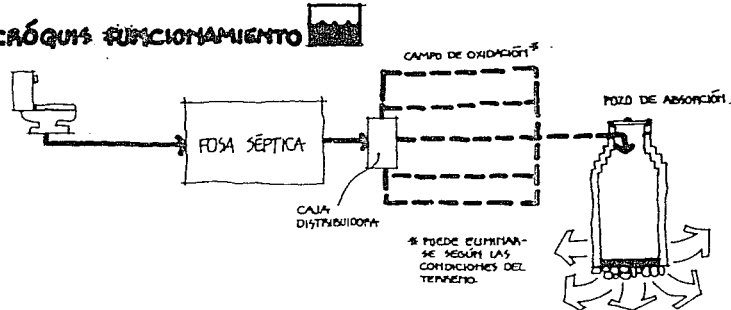 CRÓQUIS FUNCIONAMIENTO
CAMPO DE OXIDACIÓN*
POZO DE ABSORCIÓN.
FOSA SÉPTICA
CAJA
DISTRIBUIDORA
* PUEDE ELIMINAR-
SE SEGÚN LAS
CONDICIONES DEL
TERRENO.